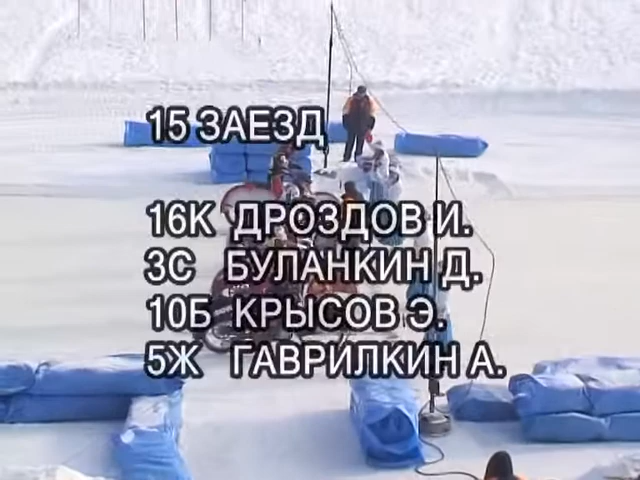 15 ЗАЕЗД
16К ДРОЗДОВ И.
3С БУЛАНКИН Д.
10Б КРЫСОВ Э.
5Ж ГАВРИЛКИН А.